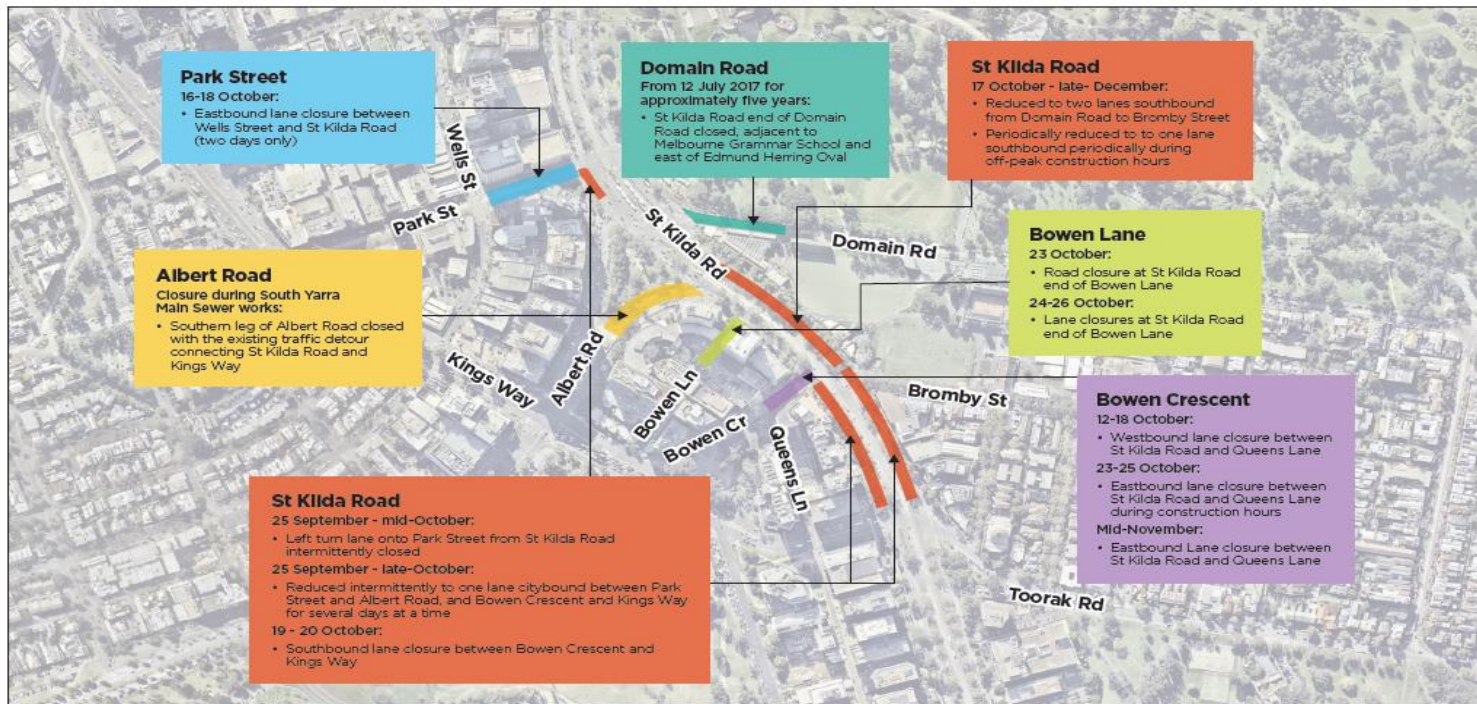 Park Street
16-18 October:
• Eastbound lane closure between
Wells Street and St Kilda Road
(two days only)
Domain Road
From 12 July 2017 for
approximately five years:
• St Kilda Road end of Domain
Road closed, adjacent to
Melbourne Grammar School and
east of Edmund Herring Oval
St Kilda Road
17 October - late- December:
• Reduced to two lanes southbound
from Domain Road to Bromby Street
• Periodically reduced to to one lane
southbound periodically during
off-peak construction hours
Wells St
Park St
St Kilda Rd
Domain Rd
Albert Road
Closure during South Yarra
Main Sewer works:
• Southern leg of Albert Road closed
with the existing traffic detour
connecting St Kilda Road and
Kings Way
Bowen Lane
23 October:
• Road closure at St Kilda Road
end of Bowen Lane
24-26 October:
• Lane closures at St Kilda Road
end of Bowen Lane
Kings Way
Albert Rd
Bowen Ln
Bowen Cr
Queens Ln
Bromby St
Bowen Crescent
12-18 October:
• Westbound lane closure between
St Kilda Road and Queens Lane
23-25 October:
• Eastbound lane closure between
St Kilda Road and Queens Lane
during construction hours
Mid-November:
• Eastbound Lane closure between
St Kilda Road and Queens Lane
St Kilda Road
25 September - mid-October:
• Left turn lane onto Park Street from St Kilda Road
intermittently closed
25 September - late-October:
• Reduced intermittently to one lane citybound between Park
Street and Albert Road, and Bowen Crescent and Kings Way
for several days at a time
19 - 20 October:
• Southbound lane closure between Bowen Crescent and
Kings Way
Toorak Rd